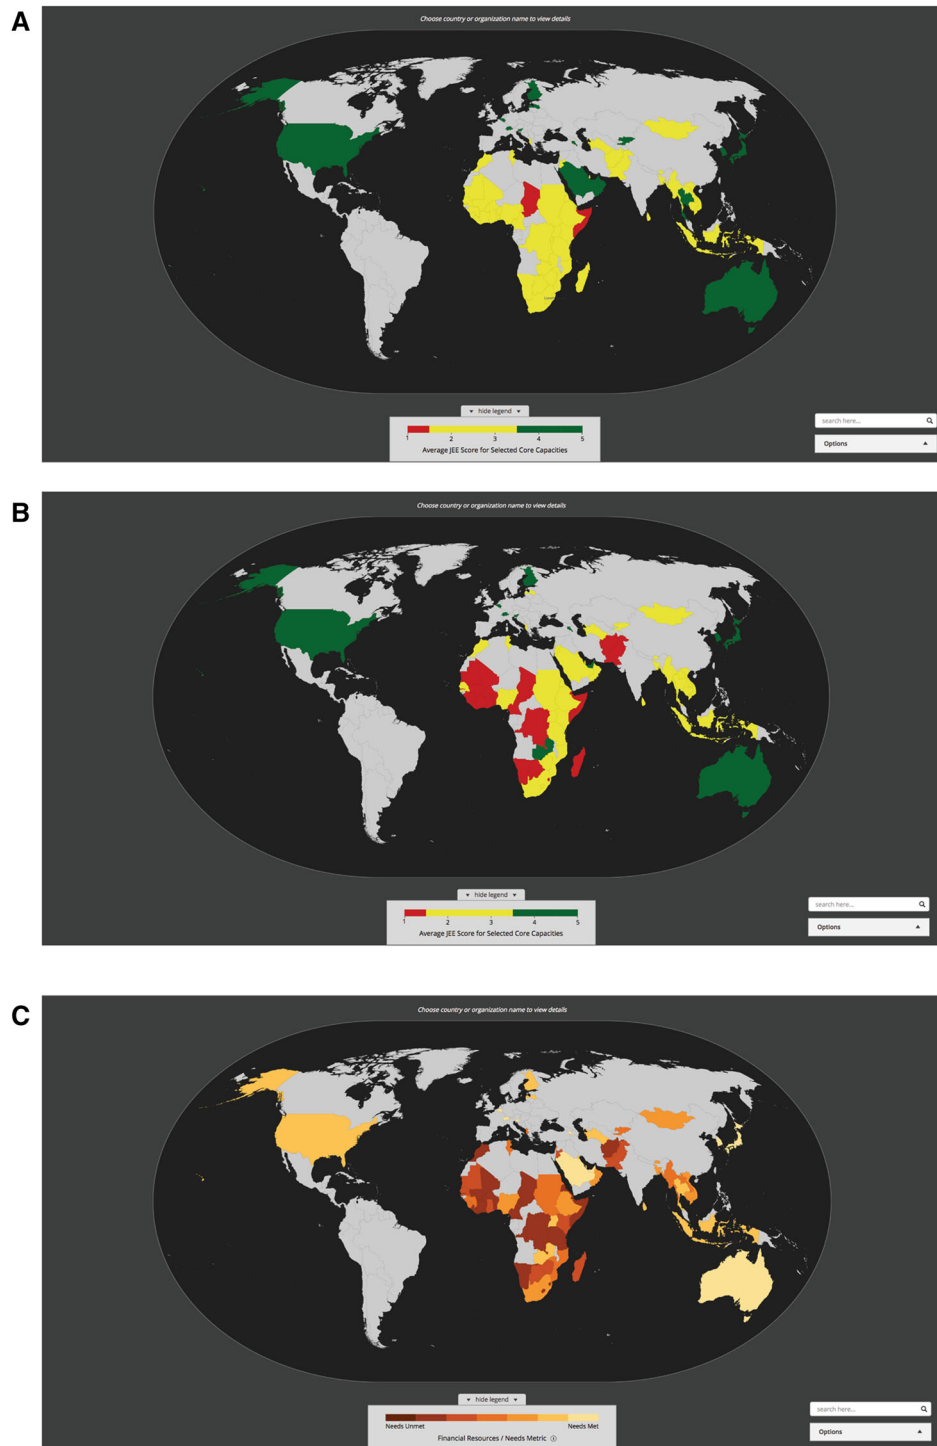 A
Choose country or organization name to view details
▾ hide legend ▾
1 2 3 4 5
Average JEE Score for Selected Core Capacities
search here...
Options
B
Choose country or organization name to view details
▾ hide legend ▾
1 2 3 4 5
Average JEE Score for Selected Core Capacities
search here...
Options
C
Choose country or organization name to view details
▾ hide legend ▾
Needs Unmet Needs Met
Financial Resources / Needs Metric ⓘ
search here...
Options